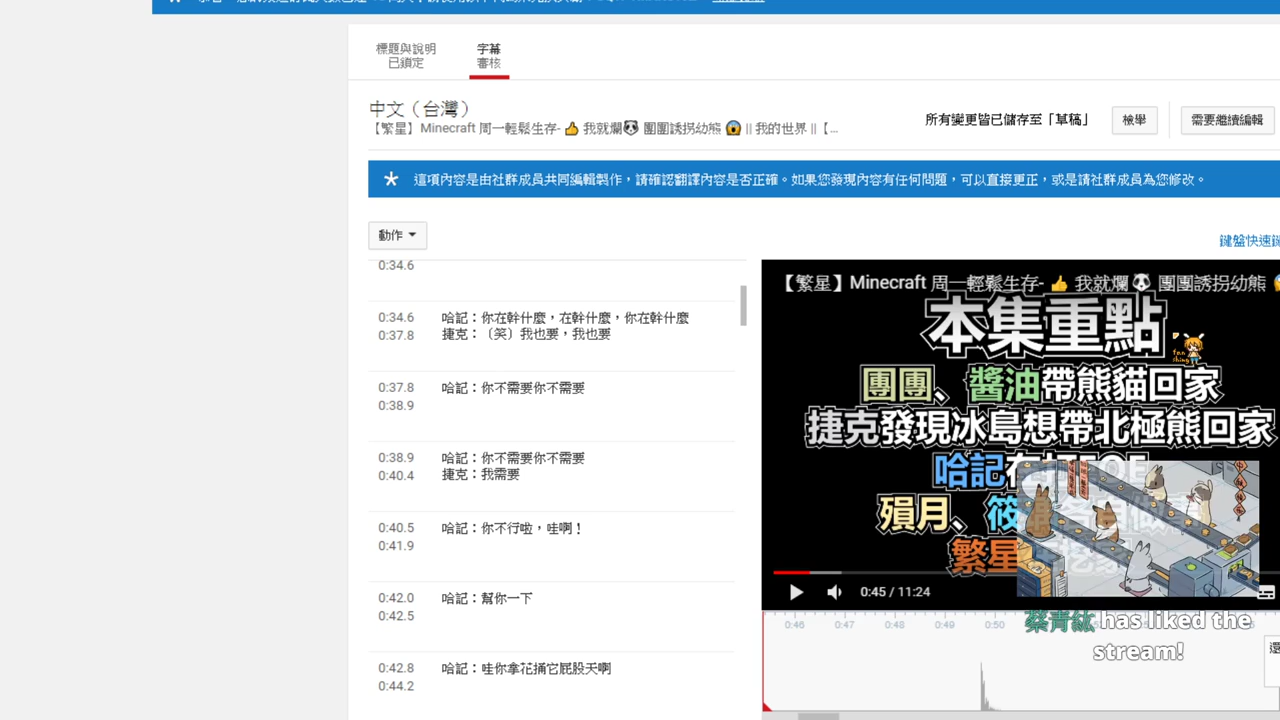 標題與說明
已鎖定
字幕
審核
中文（台灣）
【繁星】Minecraft 周一輕鬆生存-👍 我就爛🐼 團團誘拐幼熊 😱 || 我的世界 ||【...
所有變更皆已儲存至「草稿」
檢舉
需要繼續編輯
這項內容是由社群成員共同編輯製作，請確認翻譯內容是否正確。如果您發現內容有任何問題，可以直接更正，或是請社群成員為您修改。
動作
鍵盤快速鍵
0:34.6
0:34.6
0:37.8
哈記：你在幹什麼，在幹什麼，你在幹什麼
捷克：〔笑〕我也要，我也要
0:37.8
0:38.9
哈記：你不需要你不需要
0:38.9
0:40.4
哈記：你不需要你不需要
捷克：我需要
0:40.5
0:41.9
哈記：你不行啦，哇啊！
0:42.0
0:42.5
哈記：幫你一下
0:42.8
0:44.2
哈記：哇你拿花捅它屁股天啊
【繁星】Minecraft 周一輕鬆生存-👍 我就爛🐼 團團誘拐幼熊
本集重點
團團、醬油帶熊貓回家
捷克發現冰島想帶北極熊回家
哈記
殞月、筱
繁星
0:45 / 11:24
0:46 0:47 0:48 0:49 0:50
蔡青紘 has liked the
stream!